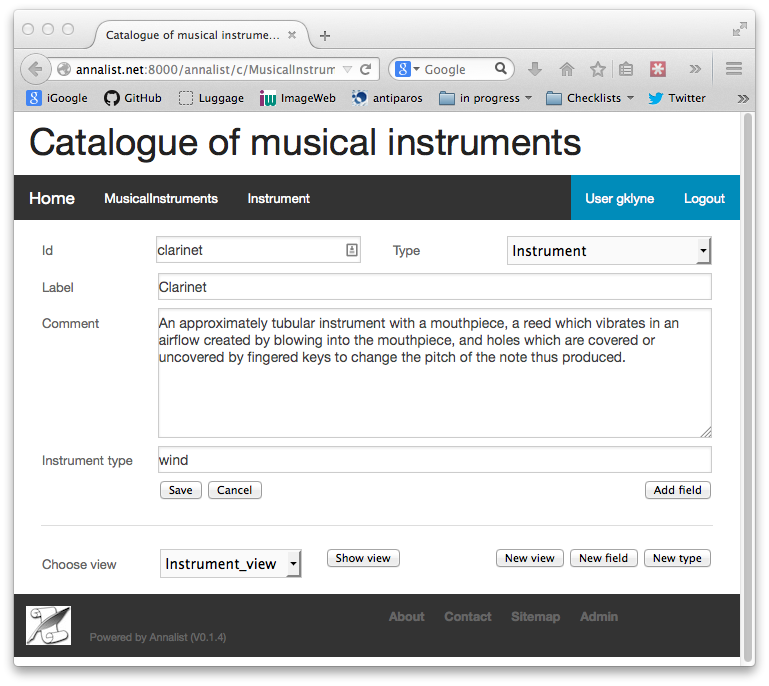 Catalogue of musical instrume...
annalist.net:8000/annalist/c/MusicalInstrum
Google
iGoogle GitHub Luggage ImageWeb antiparos in progress Checklists Twitter
Catalogue of musical instruments
Home MusicalInstruments Instrument User gklyne Logout
Id clarinet Type Instrument
Label Clarinet
Comment An approximately tubular instrument with a mouthpiece, a reed which vibrates in an
airflow created by blowing into the mouthpiece, and holes which are covered or
uncovered by fingered keys to change the pitch of the note thus produced.
Instrument type wind
Save Cancel Add field
Choose view Instrument_view Show view New view New field New type
About Contact Sitemap Admin
Powered by Annalist (V0.1.4)